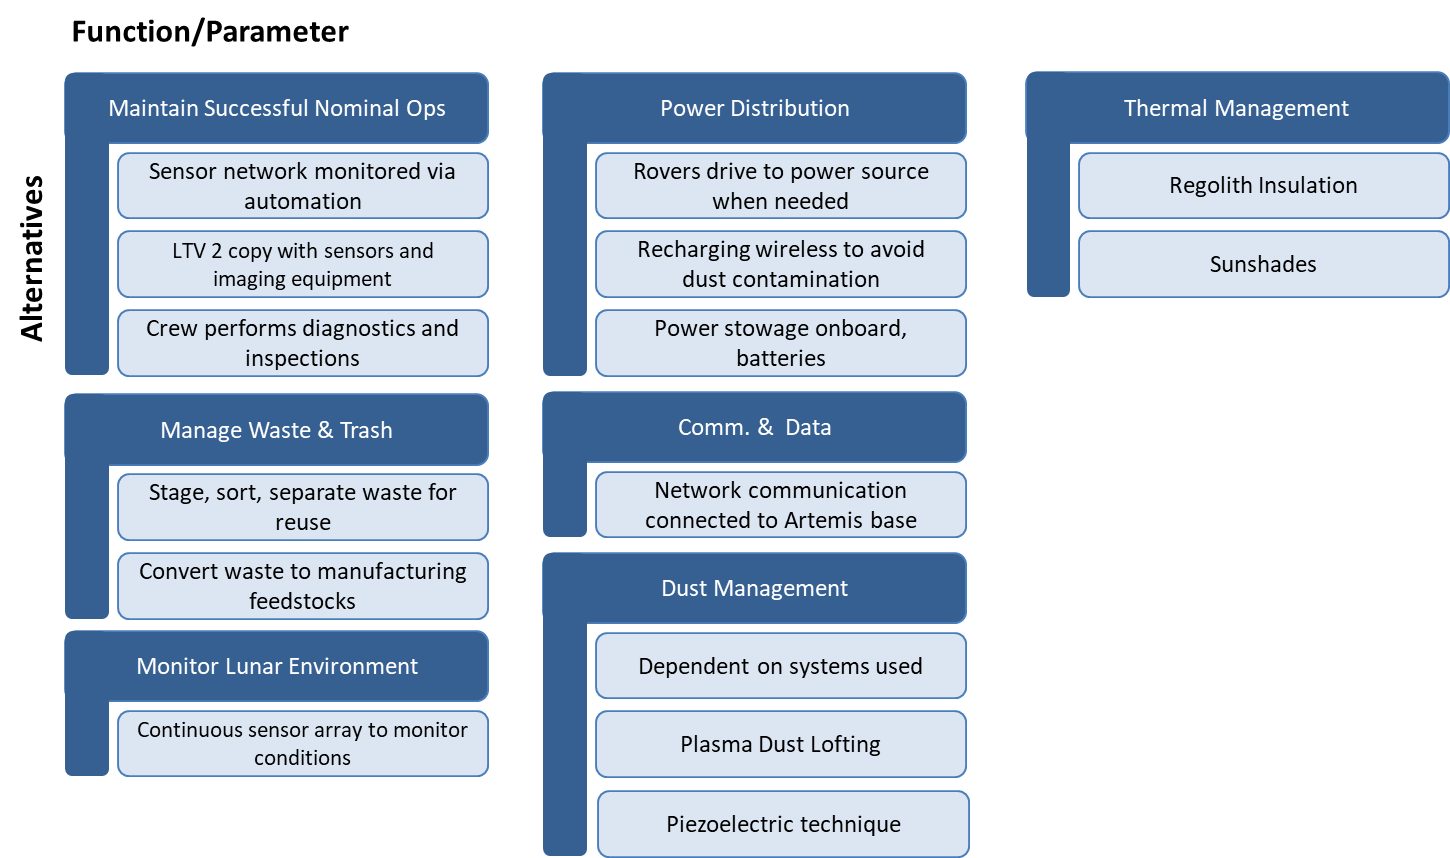 Function/Parameter
Alternatives
Maintain Successful Nominal Ops
Sensor network monitored via
automation
LTV 2 copy with sensors and
imaging equipment
Crew performs diagnostics and
inspections
Manage Waste & Trash
Stage, sort, separate waste for
reuse
Convert waste to manufacturing
feedstocks
Monitor Lunar Environment
Continuous sensor array to monitor
conditions
Power Distribution
Rovers drive to power source
when needed
Recharging wireless to avoid
dust contamination
Power stowage onboard,
batteries
Comm. & Data
Network communication
connected to Artemis base
Dust Management
Dependent on systems used
Plasma Dust Lofting
Piezoelectric technique
Thermal Management
Regolith Insulation
Sunshades